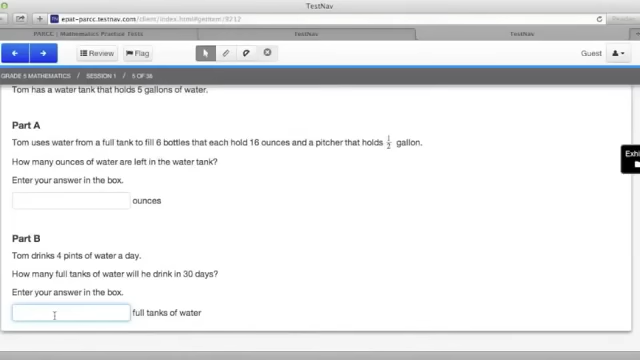 TestNav
epat-parcc.testnav.com/client/index.html#getitem/9212
PARCC | Mathematics Practice Tests
TestNav
TestNav
Review
Flag
Guest
GRADE 5 MATHEMATICS / SESSION 1 / 5 OF 36
Tom has a water tank that holds 5 gallons of water.
Part A
Tom uses water from a full tank to fill 6 bottles that each hold 16 ounces and a pitcher that holds 1/2 gallon.
How many ounces of water are left in the water tank?
Enter your answer in the box.
ounces
Exhi
Part B
Tom drinks 4 pints of water a day.
How many full tanks of water will he drink in 30 days?
Enter your answer in the box.
full tanks of water